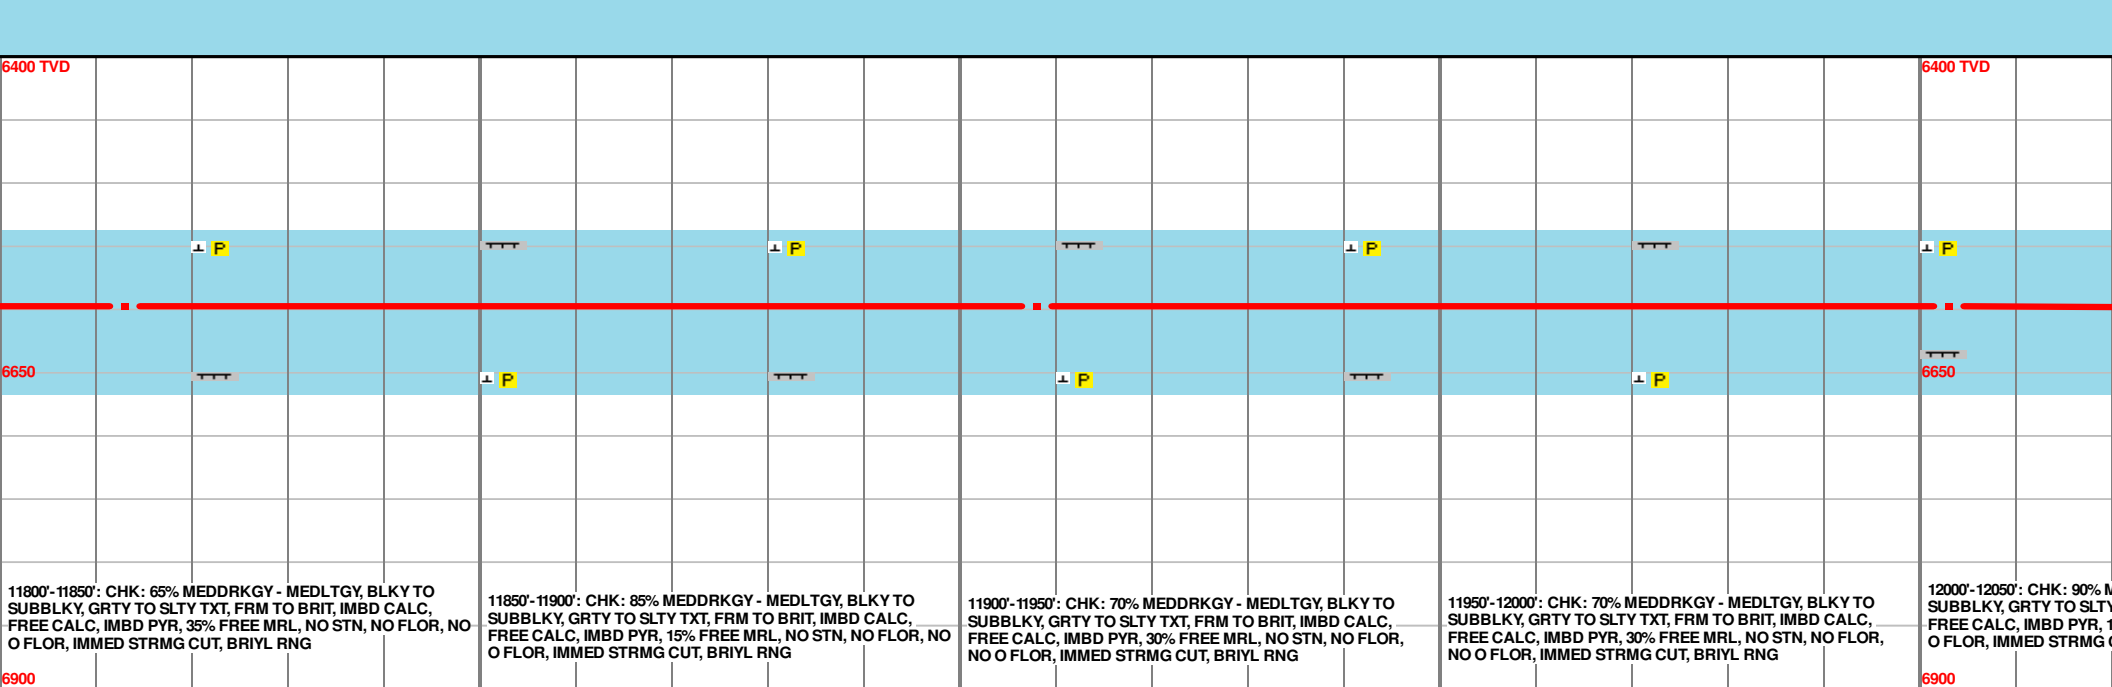 6400 TVD
6400 TVD
P
P
P
P
6650
P
P
P
6650
11800'-11850': CHK: 65% MEDDRKGY - MEDLTGY, BLKY TO
SUBBLKY, GRTY TO SLTY TXT, FRM TO BRIT, IMBD CALC,
FREE CALC, IMBD PYR, 35% FREE MRL, NO STN, NO FLOR, NO
O FLOR, IMMED STRMG CUT, BRIYL RNG
11850'-11900': CHK: 85% MEDDRKGY - MEDLTGY, BLKY TO
SUBBLKY, GRTY TO SLTY TXT, FRM TO BRIT, IMBD CALC,
FREE CALC, IMBD PYR, 15% FREE MRL, NO STN, NO FLOR, NO
O FLOR, IMMED STRMG CUT, BRIYL RNG
11900'-11950': CHK: 70% MEDDRKGY - MEDLTGY, BLKY TO
SUBBLKY, GRTY TO SLTY TXT, FRM TO BRIT, IMBD CALC,
FREE CALC, IMBD PYR, 30% FREE MRL, NO STN, NO FLOR,
NO O FLOR, IMMED STRMG CUT, BRIYL RNG
11950'-12000': CHK: 70% MEDDRKGY - MEDLTGY, BLKY TO
SUBBLKY, GRTY TO SLTY TXT, FRM TO BRIT, IMBD CALC,
FREE CALC, IMBD PYR, 30% FREE MRL, NO STN, NO FLOR,
NO O FLOR, IMMED STRMG CUT, BRIYL RNG
12000'-12050': CHK: 90%
SUBBLKY, GRTY TO SLTY
FREE CALC, IMBD PYR,
O FLOR, IMMED STRMG
6900
6900